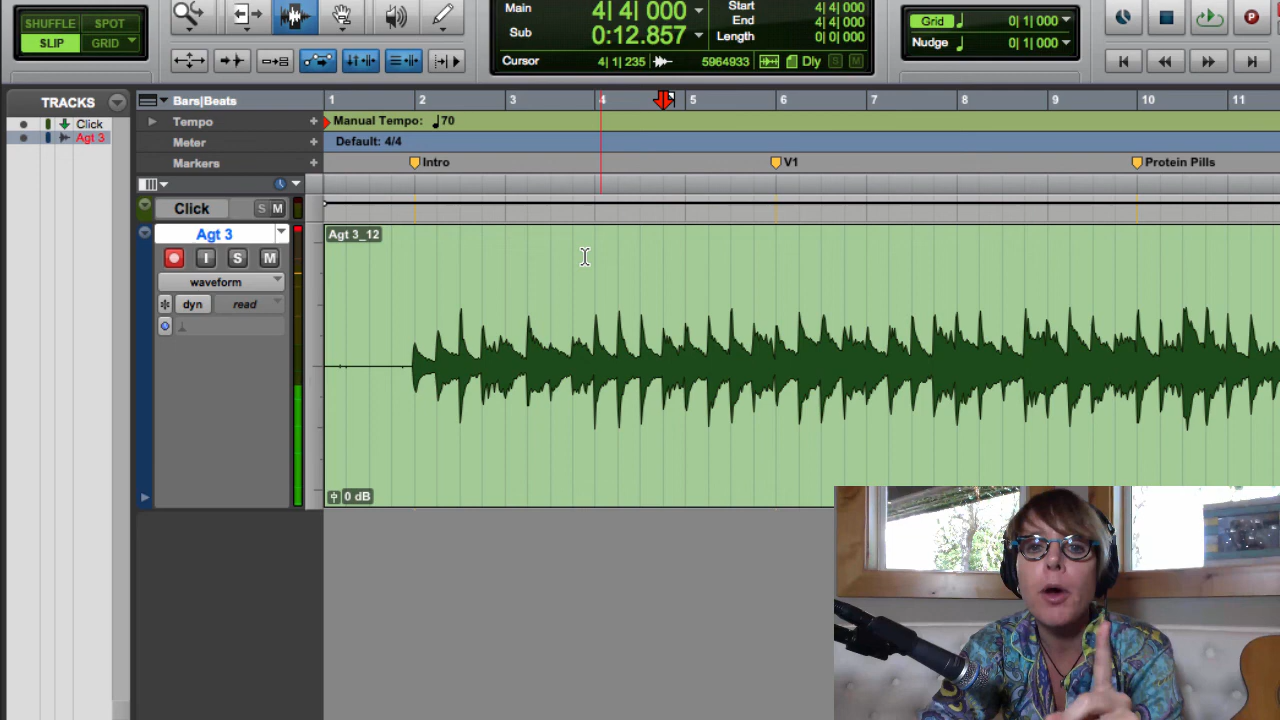 SHUFFLE SPOT
SLIP GRID
Main 4| 4| 000
Sub 0:12.857
Start 4| 4| 000
End 4| 4| 000
Length 0| 0| 000
Cursor 4| 1| 235 5964933 Dly S M
Grid 0| 1| 000
Nudge 0| 1| 000
P
TRACKS
Click
Agt 3
Bars|Beats 1 2 3 4 5 6 7 8 9 10 11
Tempo + Manual Tempo: 70
Meter + Default: 4/4
Markers + Intro V1 Protein Pills
Click S M
Agt 3 Agt 3_12
I S M
waveform
dyn read
0 dB